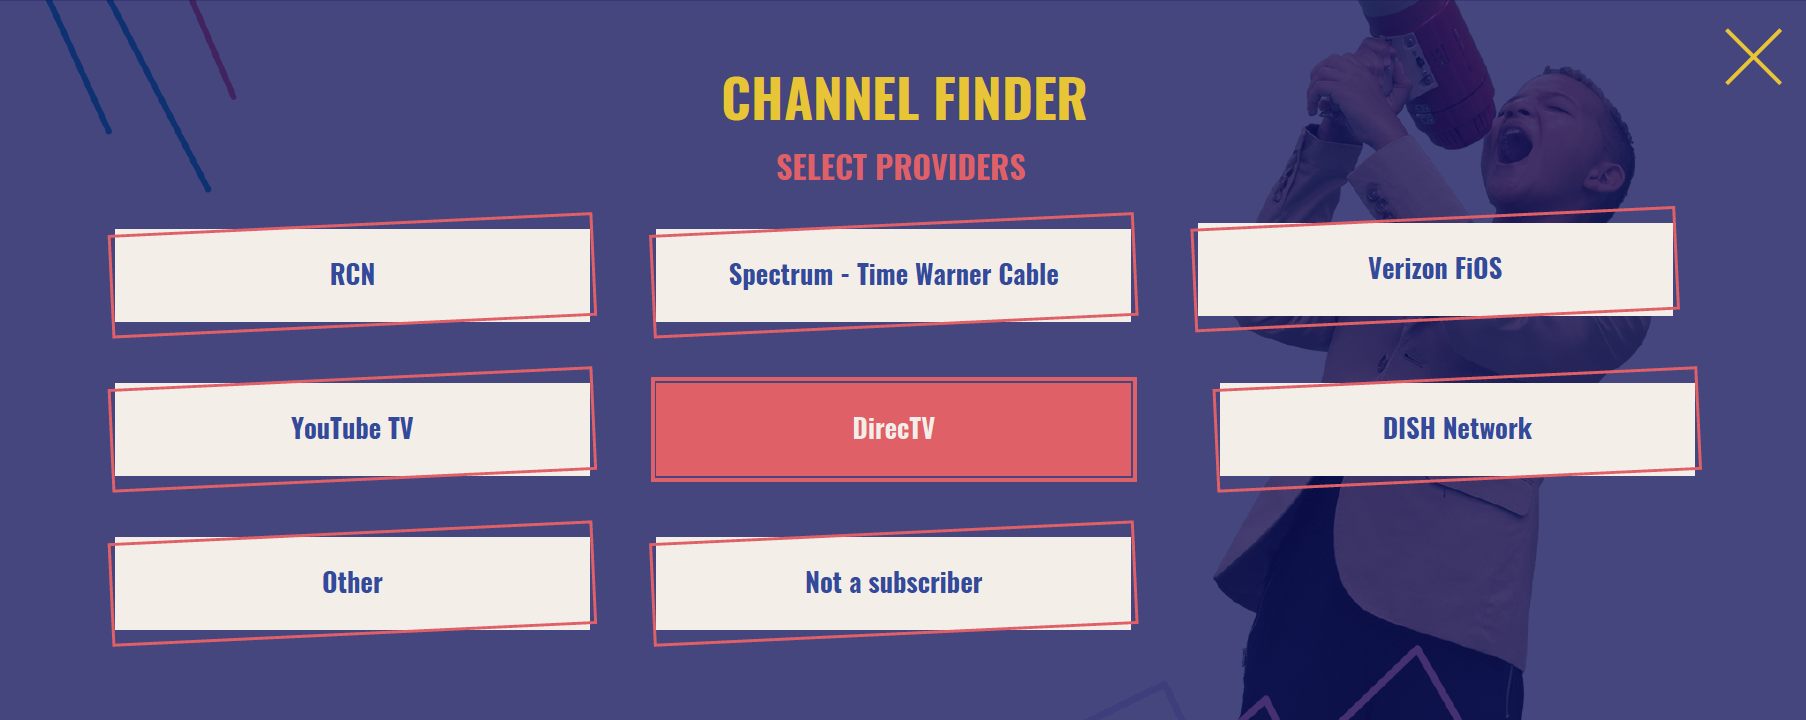 CHANNEL FINDER
SELECT PROVIDERS
RCN
Spectrum - Time Warner Cable
Verizon FiOS
YouTube TV
DirecTV
DISH Network
Other
Not a subscriber